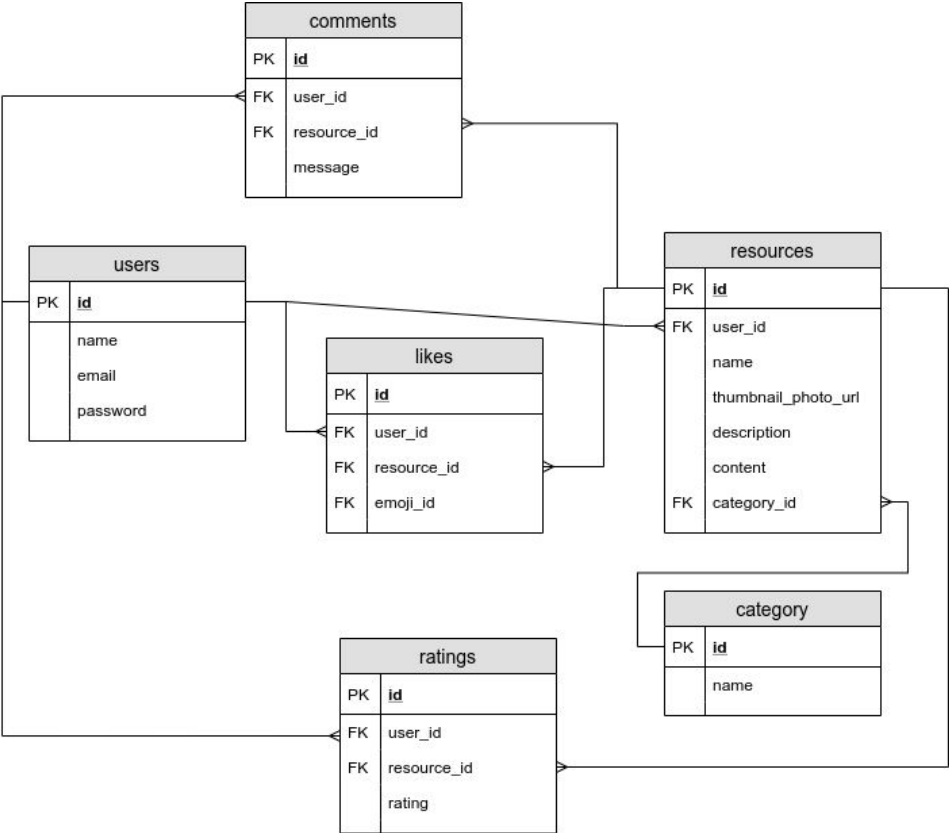 comments
PK id
FK user_id
FK resource_id
message
users
PK id
name
email
password
likes
PK id
FK user_id
FK resource_id
FK emoji_id
resources
PK id
FK user_id
name
thumbnail_photo_url
description
content
FK category_id
category
PK id
name
ratings
PK id
FK user_id
FK resource_id
rating